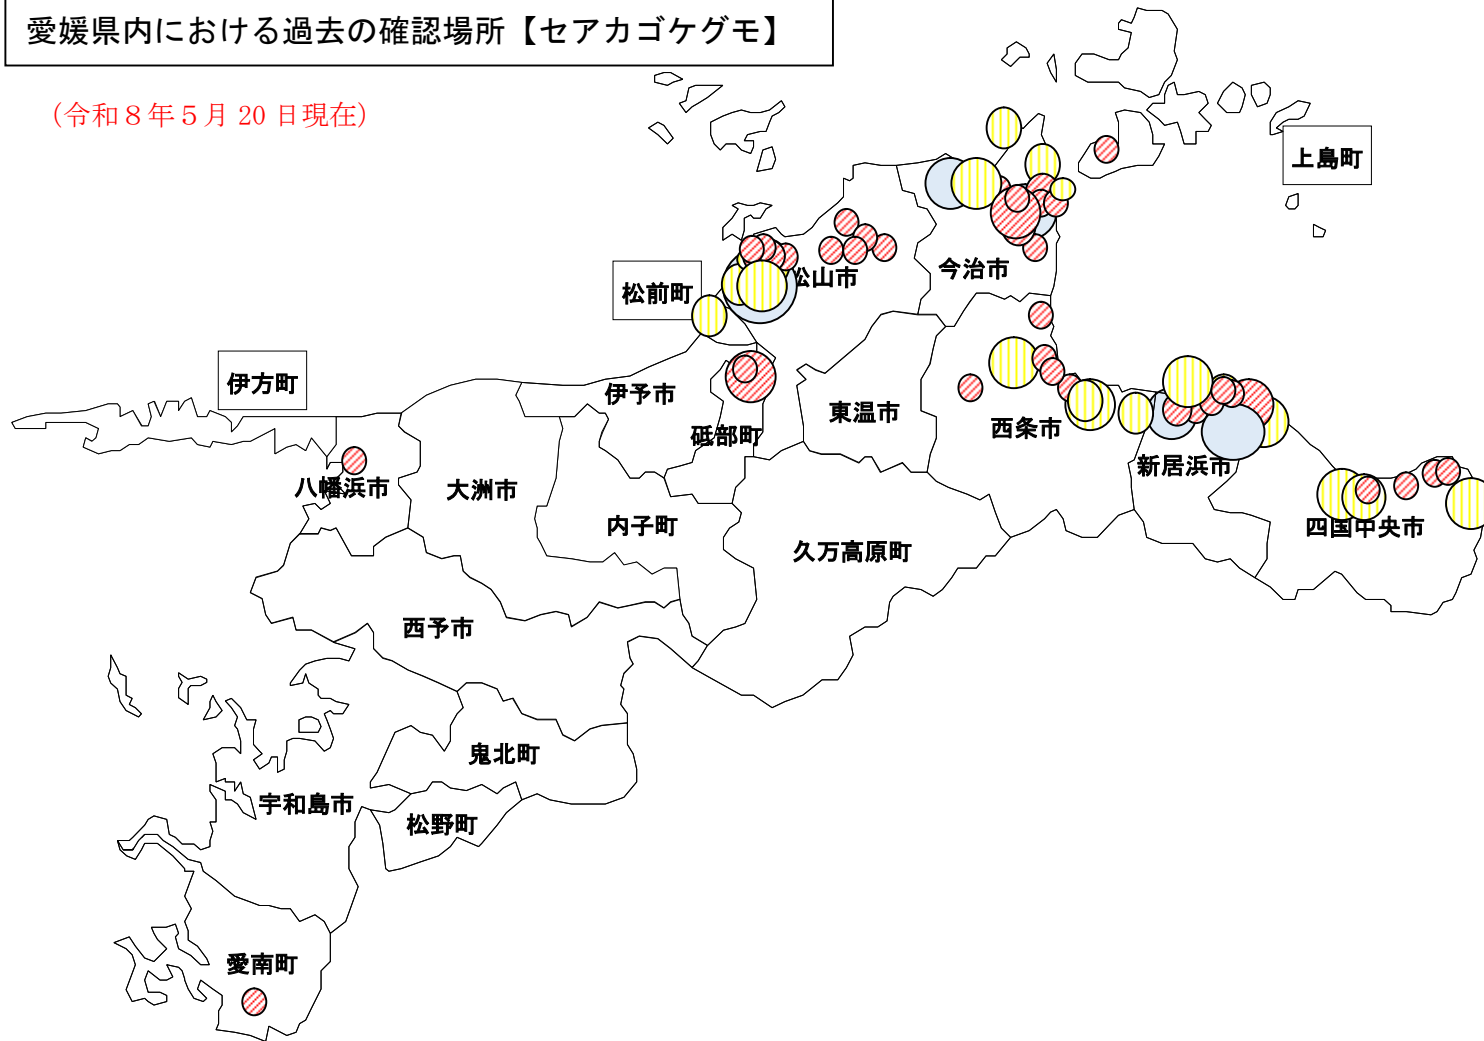 愛媛県内における過去の確認場所【セアカゴケグモ】
（令和８年５月 20 日現在）
上島町
今治市
松山市
松前町
伊方町
伊予市
東温市
西条市
砥部町
新居浜市
八幡浜市
大洲市
内子町
四国中央市
久万高原町
西予市
鬼北町
宇和島市
松野町
愛南町